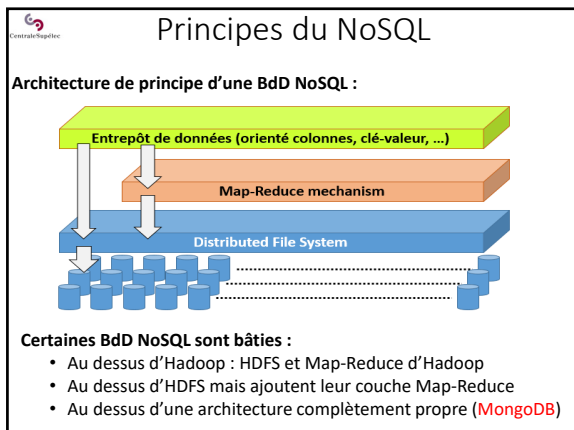 CentraleSupélec
Principes du NoSQL
Architecture de principe d'une BdD NoSQL :
Entrepôt de données (orienté colonnes, clé-valeur, …)
Map-Reduce mechanism
Distributed File System
Certaines BdD NoSQL sont bâties :
• Au dessus d'Hadoop : HDFS et Map-Reduce d'Hadoop
• Au dessus d'HDFS mais ajoutent leur couche Map-Reduce
• Au dessus d'une architecture complètement propre (MongoDB)